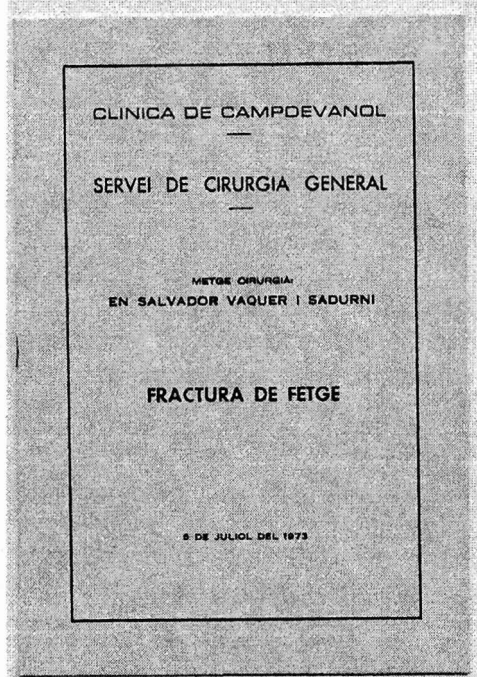 CLINICA DE CAMPDEVANOL
SERVEI DE CIRURGIA GENERAL
METGE CIRURGIA:
EN SALVADOR VAQUER I SADURNI
FRACTURA DE FETGE
5 DE JULIOL DEL 1973